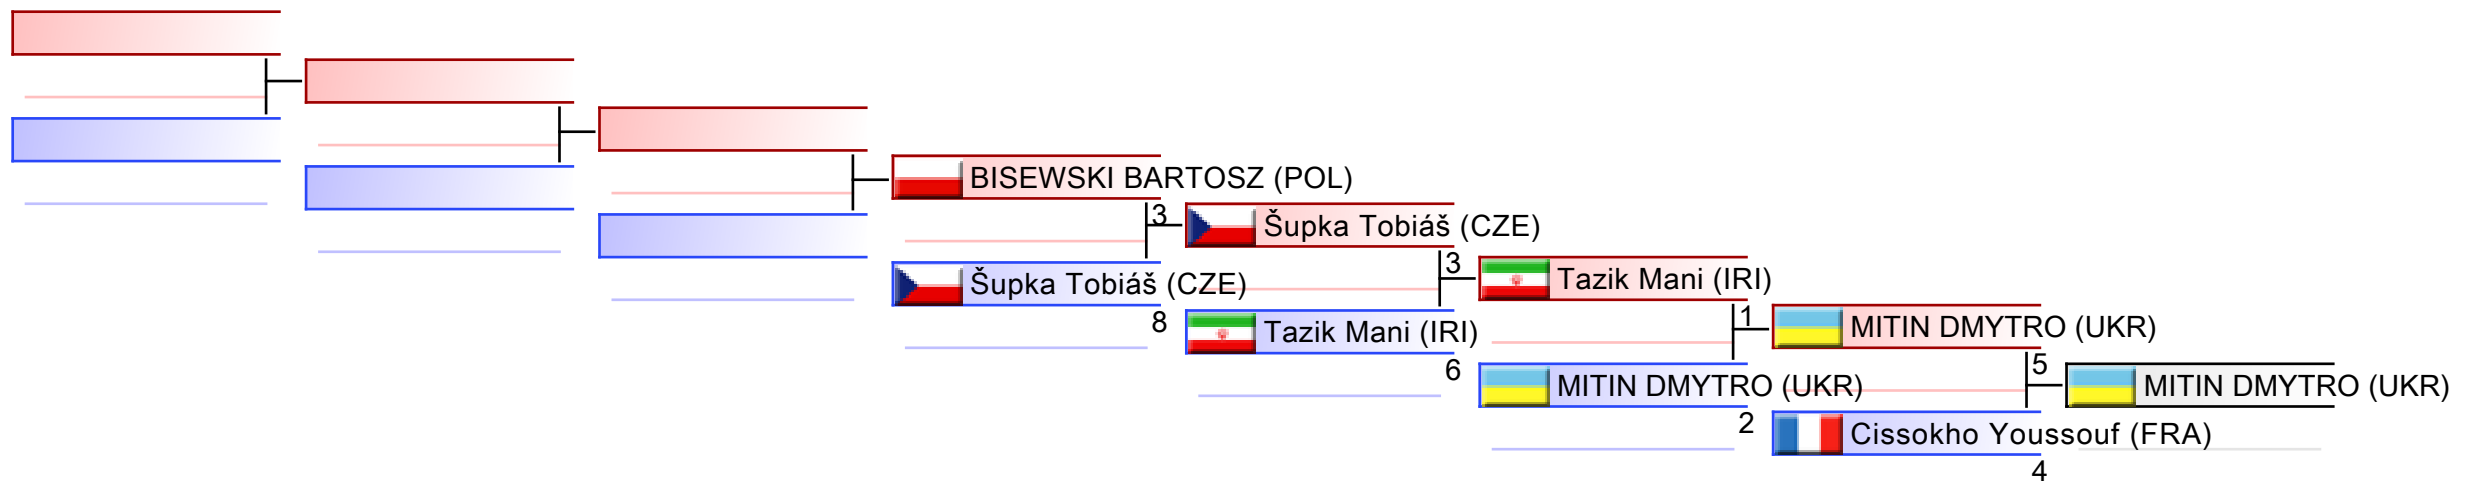 BISEWSKI BARTOSZ (POL)
3
Šupka Tobiáš (CZE)
Šupka Tobiáš (CZE)
8
3
Tazik Mani (IRI)
Tazik Mani (IRI)
6
1
MITIN DMYTRO (UKR)
MITIN DMYTRO (UKR)
2
5
MITIN DMYTRO (UKR)
Cissokho Youssouf (FRA)
4